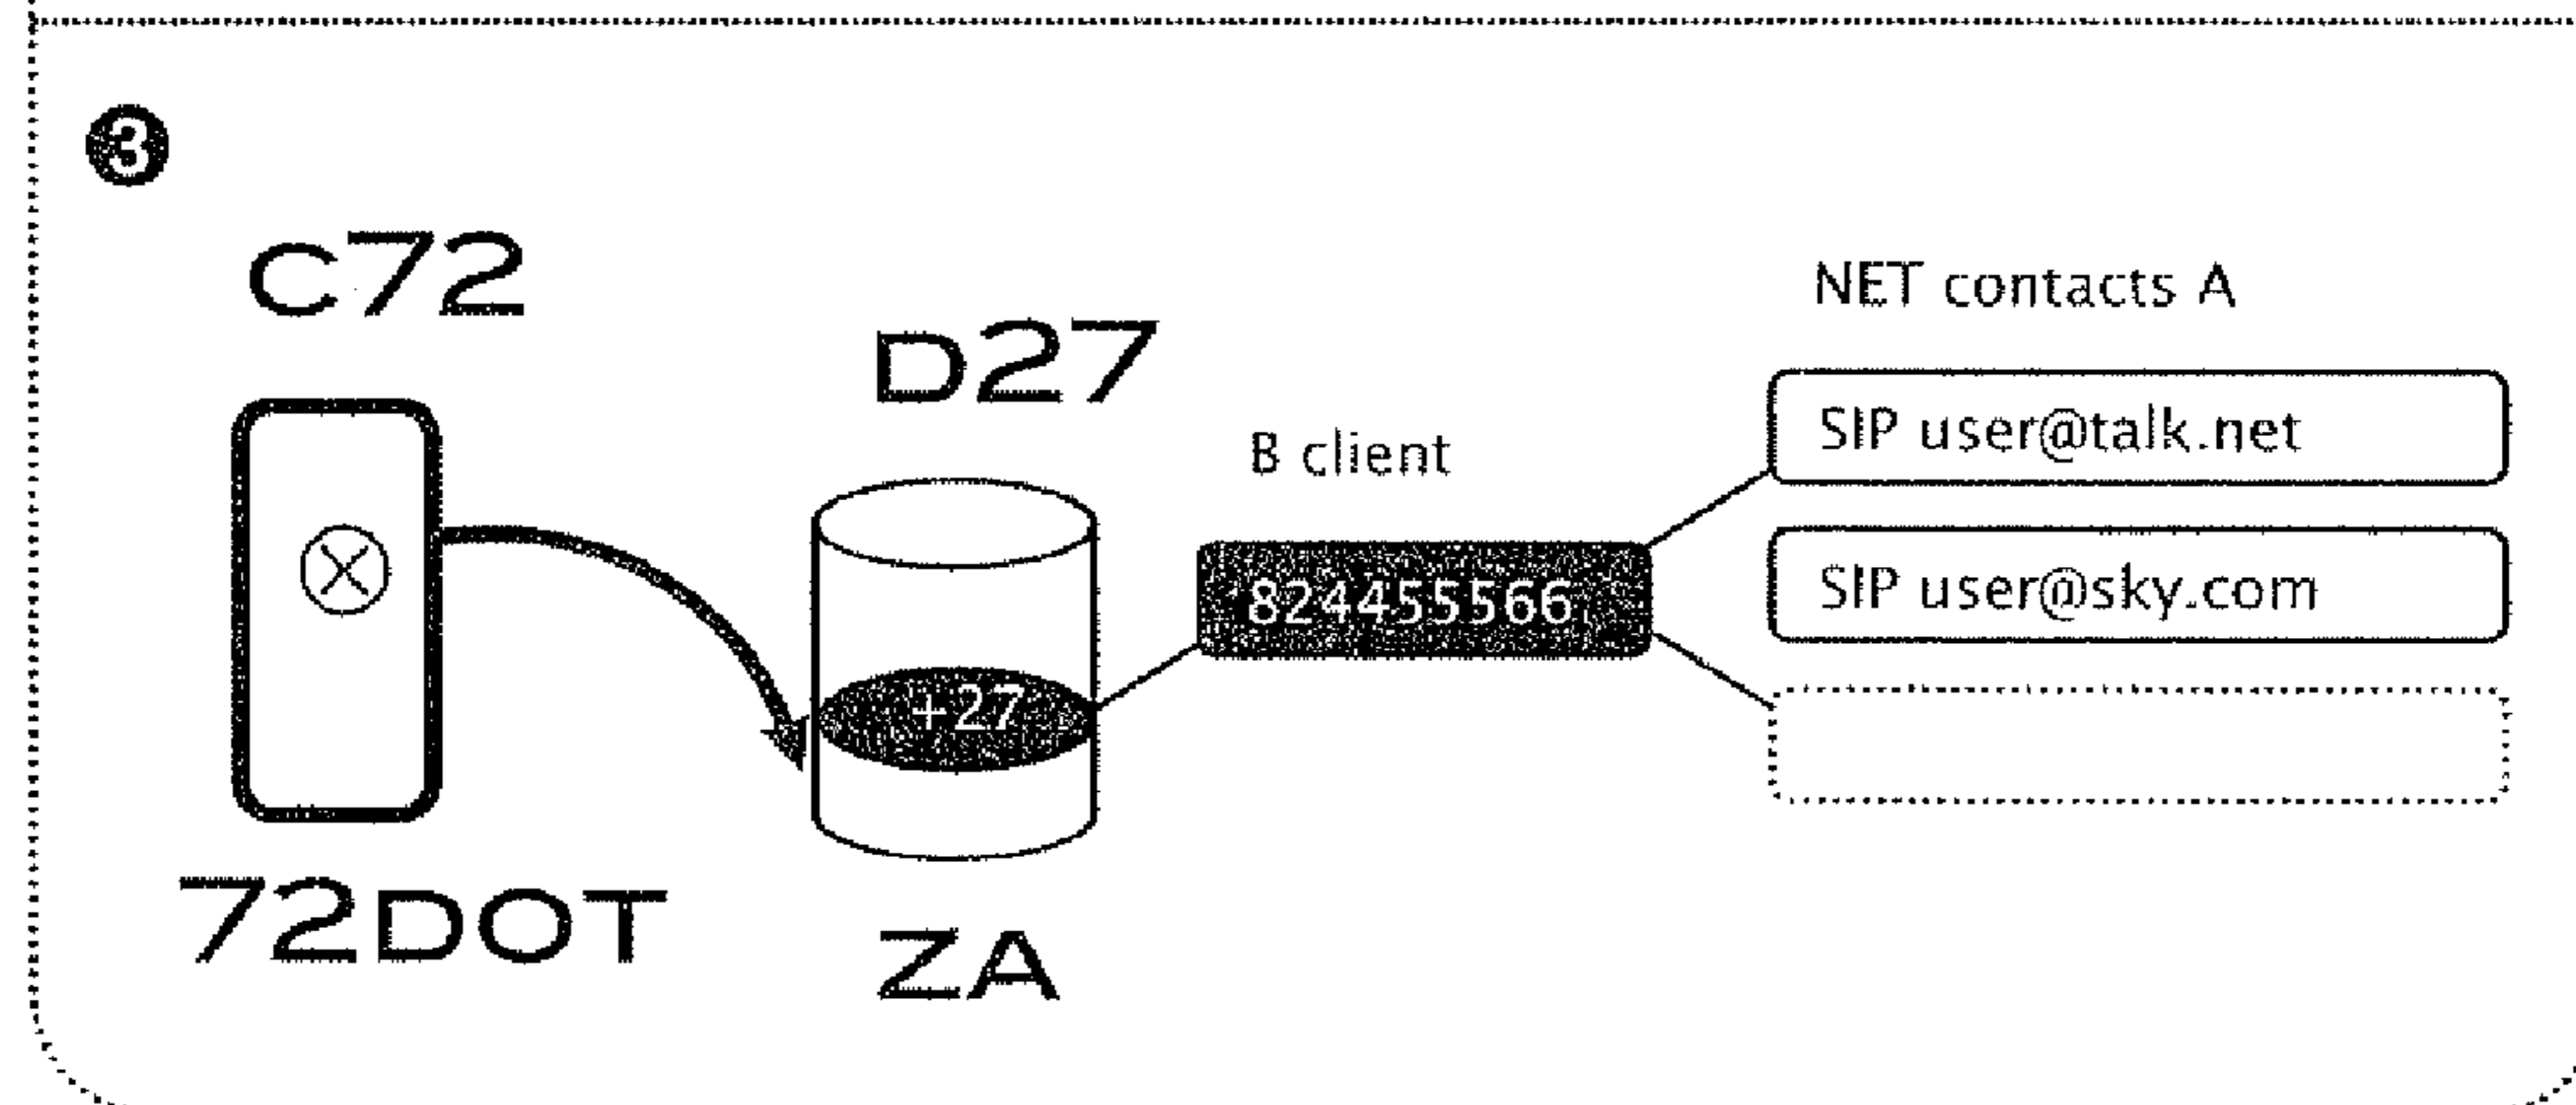 3
C72
72DOT
D27
+27
ZA
B client
824455566
NET contacts A
SIP user@talk.net
SIP user@sky.com